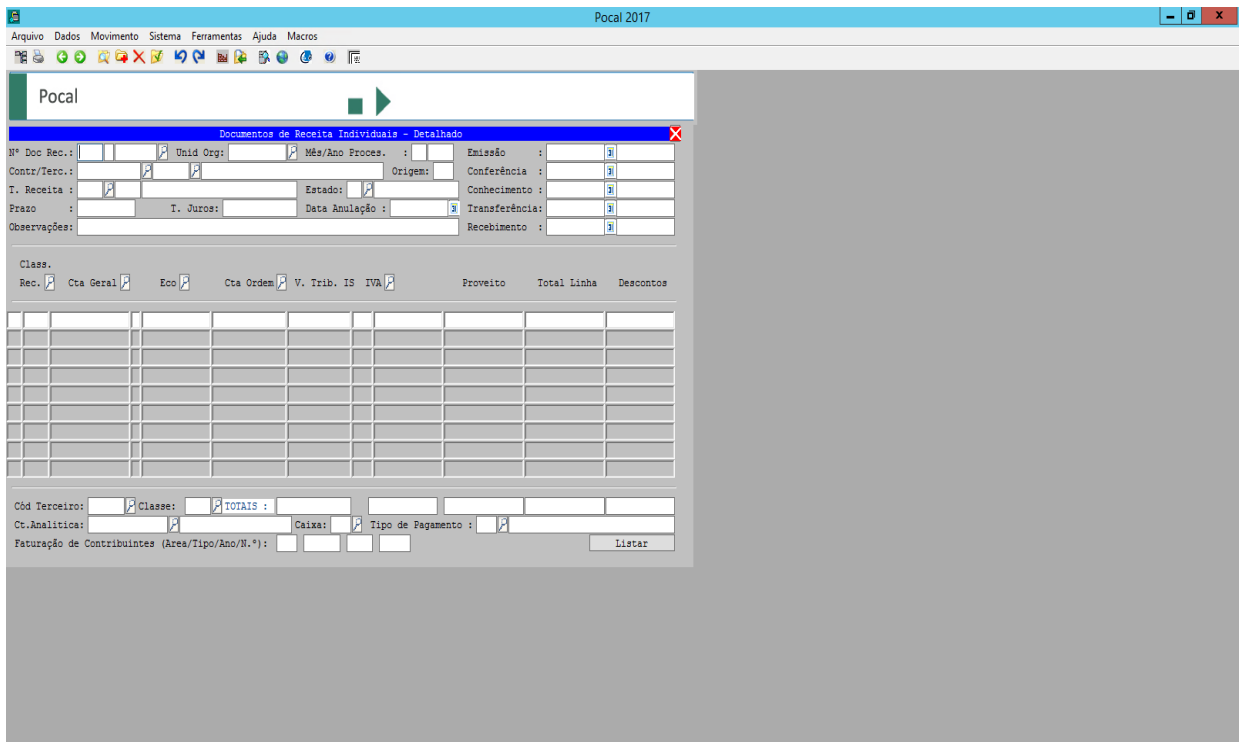 Pocal 2017
Arquivo Dados Movimento Sistema Ferramentas Ajuda Macros
Pocal
Documentos de Receita Individuais - Detalhado
Nº Doc Rec.: Unid Org: Mês/Ano Proces. : Emissão :
Contr/Terc.: Origem: Conferência :
T. Receita : Estado: Conhecimento :
Prazo : T. Juros: Data Anulação : Transferência:
Observações: Recebimento :
Class.
Rec. Cta Geral Eco Cta Ordem V. Trib. IS IVA Proveito Total Linha Descontos
Cód Terceiro: Classe: TOTAIS :
Ct.Analitica: Caixa: Tipo de Pagamento :
Faturação de Contribuintes (Area/Tipo/Ano/N.º): Listar